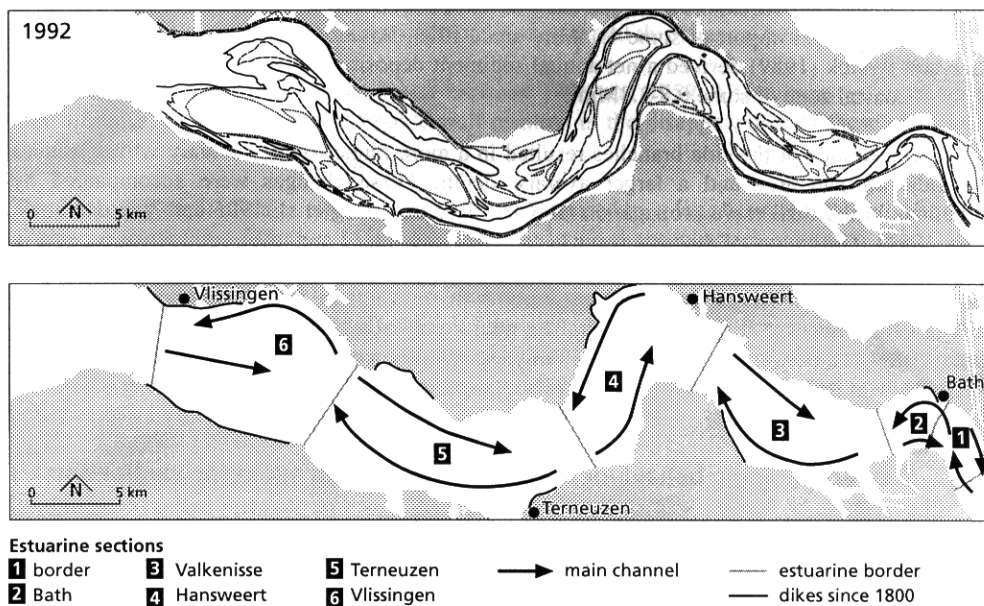 1992
N
0 5 km
Vlissingen
Hansweert
Bath
Terneuzen
6
4
3
2
1
5
N
0 5 km
Estuarine sections
1 border 3 Valkenisse 5 Terneuzen main channel estuarine border
2 Bath 4 Hansweert 6 Vlissingen dikes since 1800